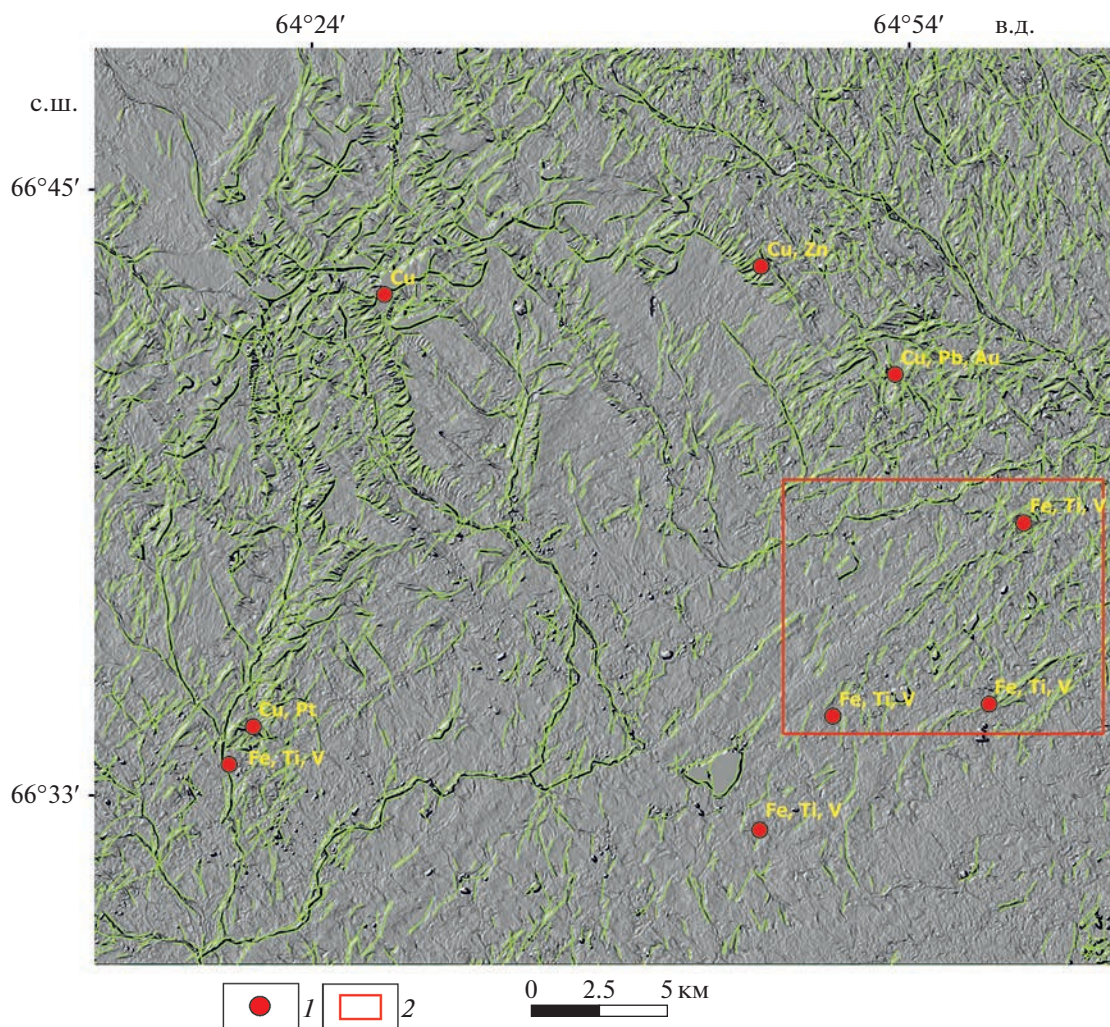 64°24′ 64°54′ в.д.
с.ш.
66°45′
Cu, Zn
Cu
Cu, Pb, Au
Fe, Ti, V
Fe, Ti, V
Fe, Ti, V
Cu, Pt
Fe, Ti, V
66°33′
Fe, Ti, V
1 2 0 2.5 5 км